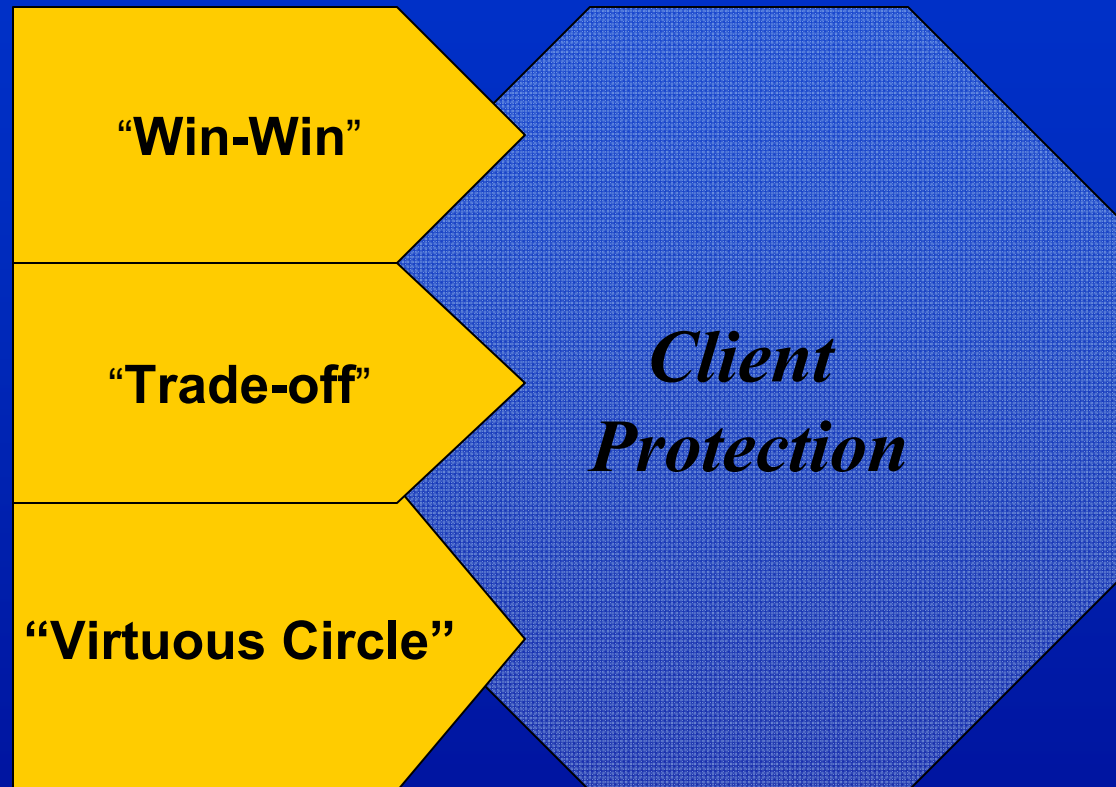 “Win-Win”
“Trade-off”
“Virtuous Circle”
Client
Protection